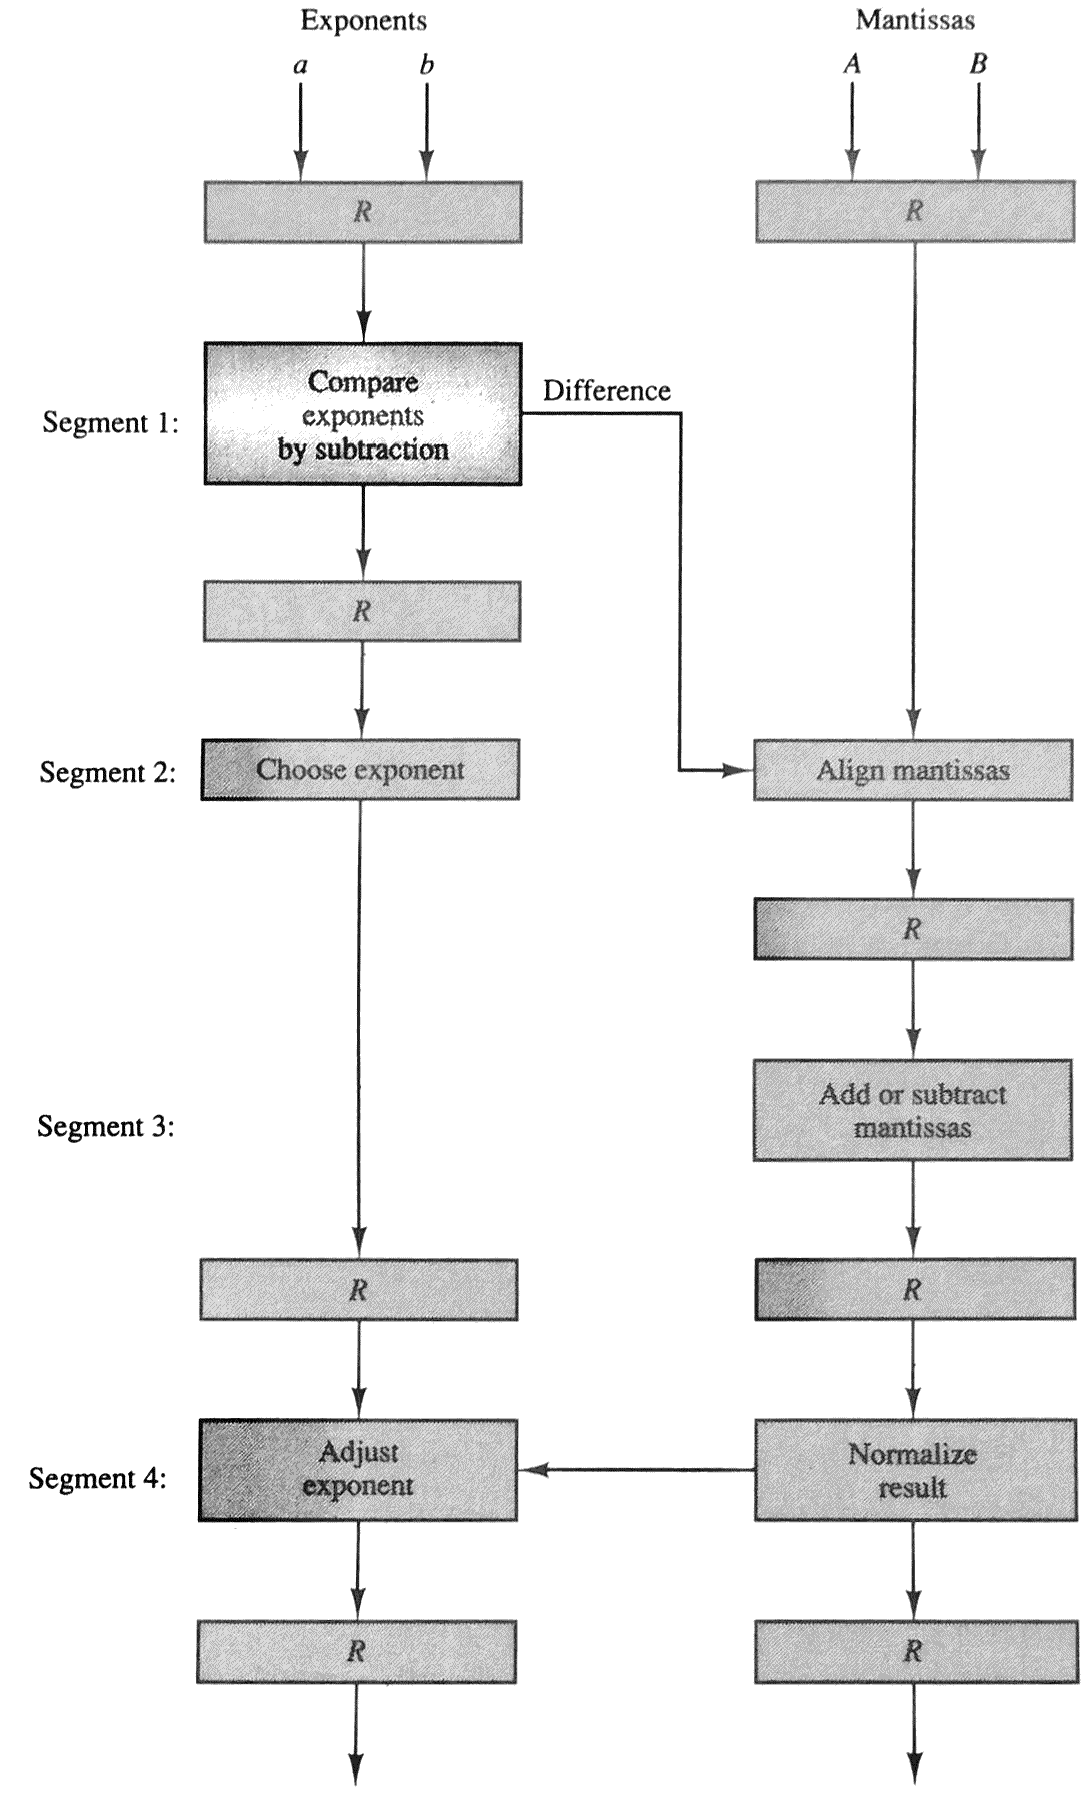 Exponents
Mantissas
a
b
A
B
R
R
Segment 1:
Compare
exponents
by subtraction
Difference
R
Segment 2:
Choose exponent
Align mantissas
R
Segment 3:
Add or subtract
mantissas
R
R
Segment 4:
Adjust
exponent
Normalize
result
R
R